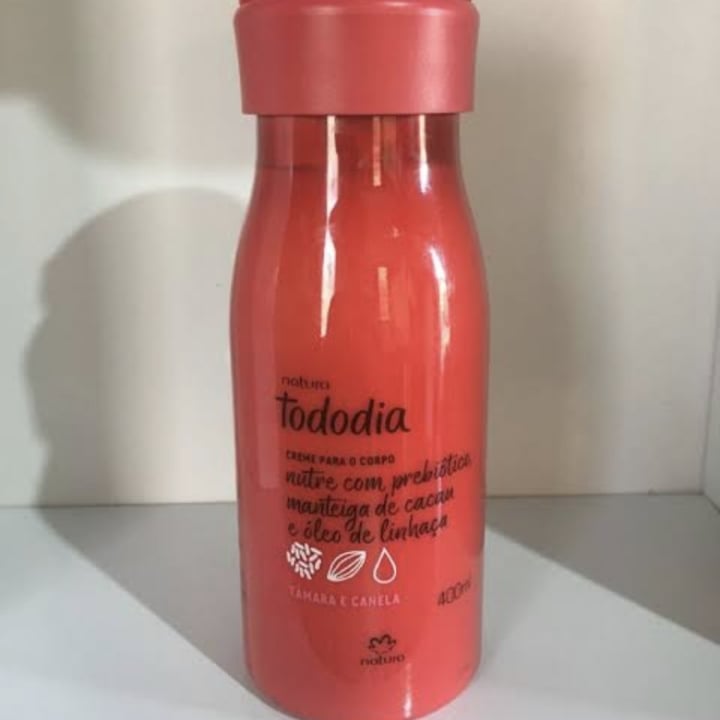 natura
tododia
CREME PARA O CORPO
nutre com prebiótico,
manteiga de cacau
e óleo de linhaça
TÂMARA E CANELA
400ml
natura